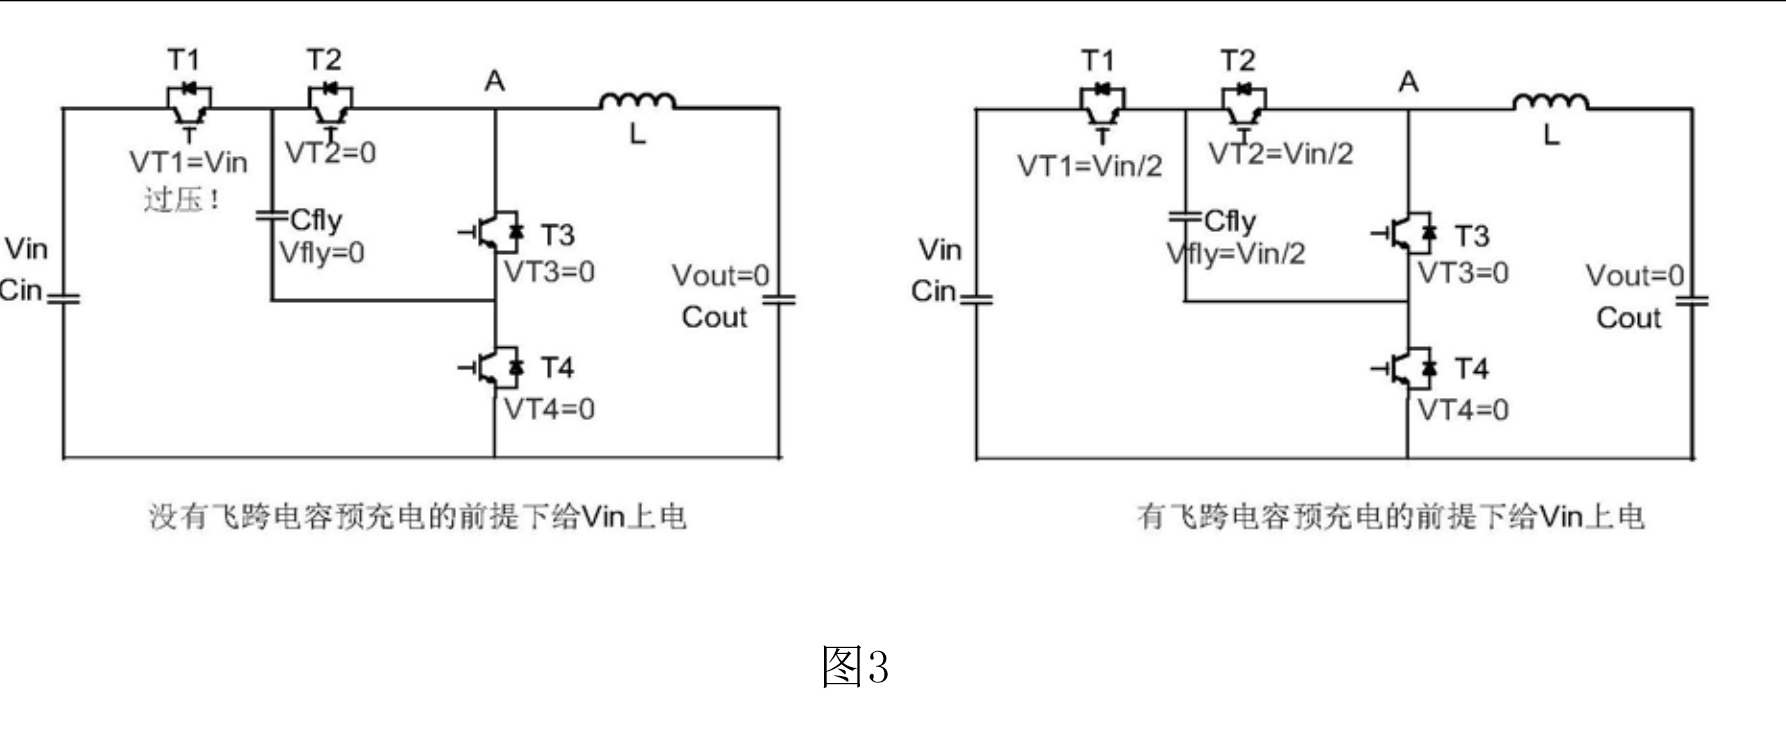 T1
T2
A
L
VT1=Vin
过压！
VT2=0
Cfly
Vfly=0
T3
VT3=0
Vin
Cin
Vout=0
Cout
T4
VT4=0
没有飞跨电容预充电的前提下给Vin上电
T1
T2
A
L
VT1=Vin/2
VT2=Vin/2
Cfly
Vfly=Vin/2
T3
VT3=0
Vin
Cin
Vout=0
Cout
T4
VT4=0
有飞跨电容预充电的前提下给Vin上电
图3